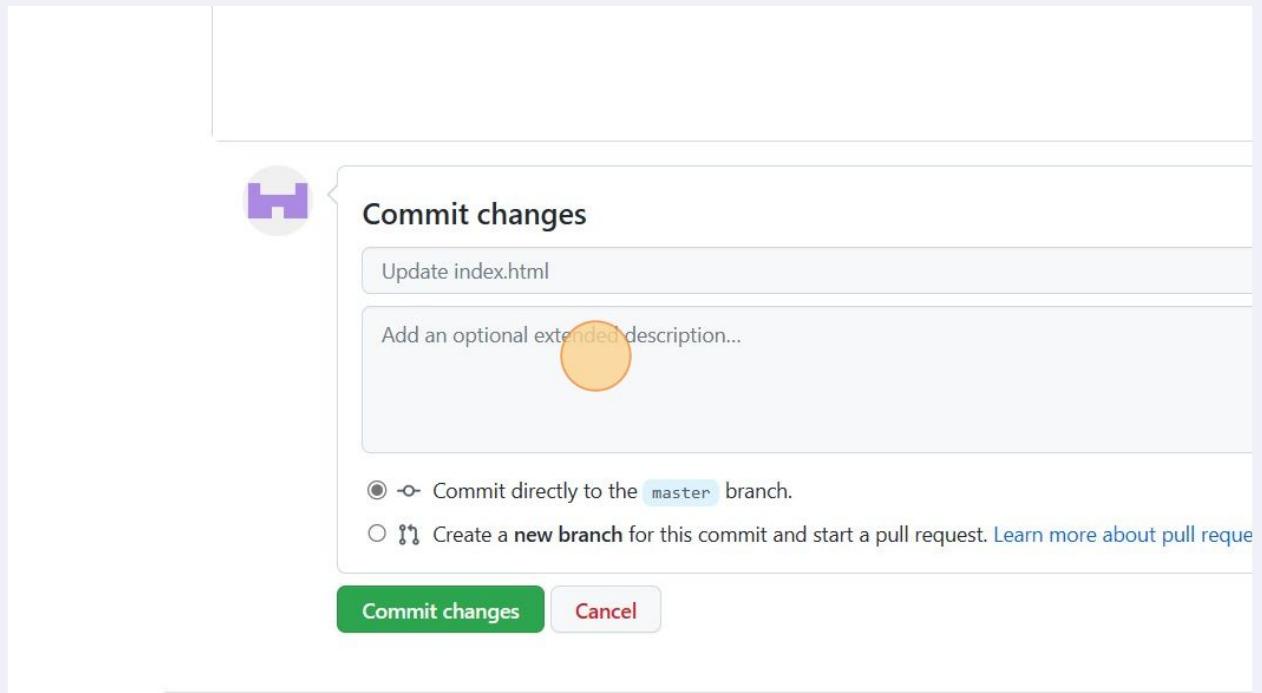 Commit changes
Update index.html
Add an optional extended description...
Commit directly to the master branch.
Create a new branch for this commit and start a pull request. Learn more about pull reque
Commit changes
Cancel